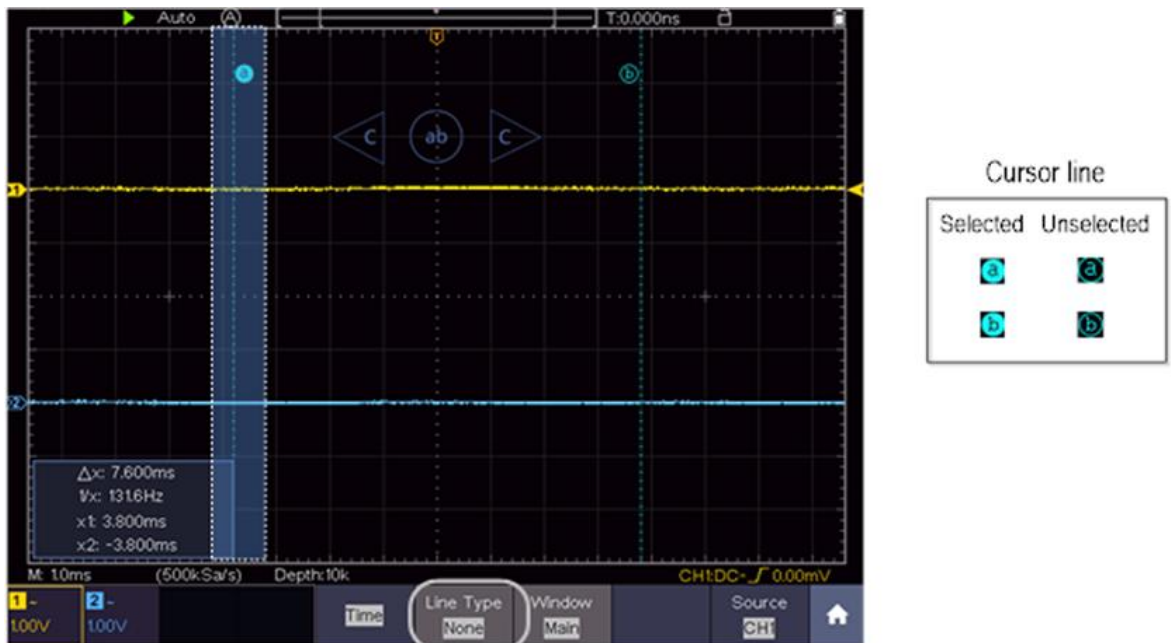 Auto Ⓐ T:0.000ns
T
a b
C ab C
1
2
△x: 7.600ms
1/x: 131.6Hz
x1: 3.800ms
x2: -3.800ms
M: 1.0ms (500kSa/s) Depth:10k CH1:DC- 0.00mV
1 ~ 2 ~ Line Type Window Source
1.00V 1.00V Time None Main CH1
Cursor line
Selected Unselected
a a
b b